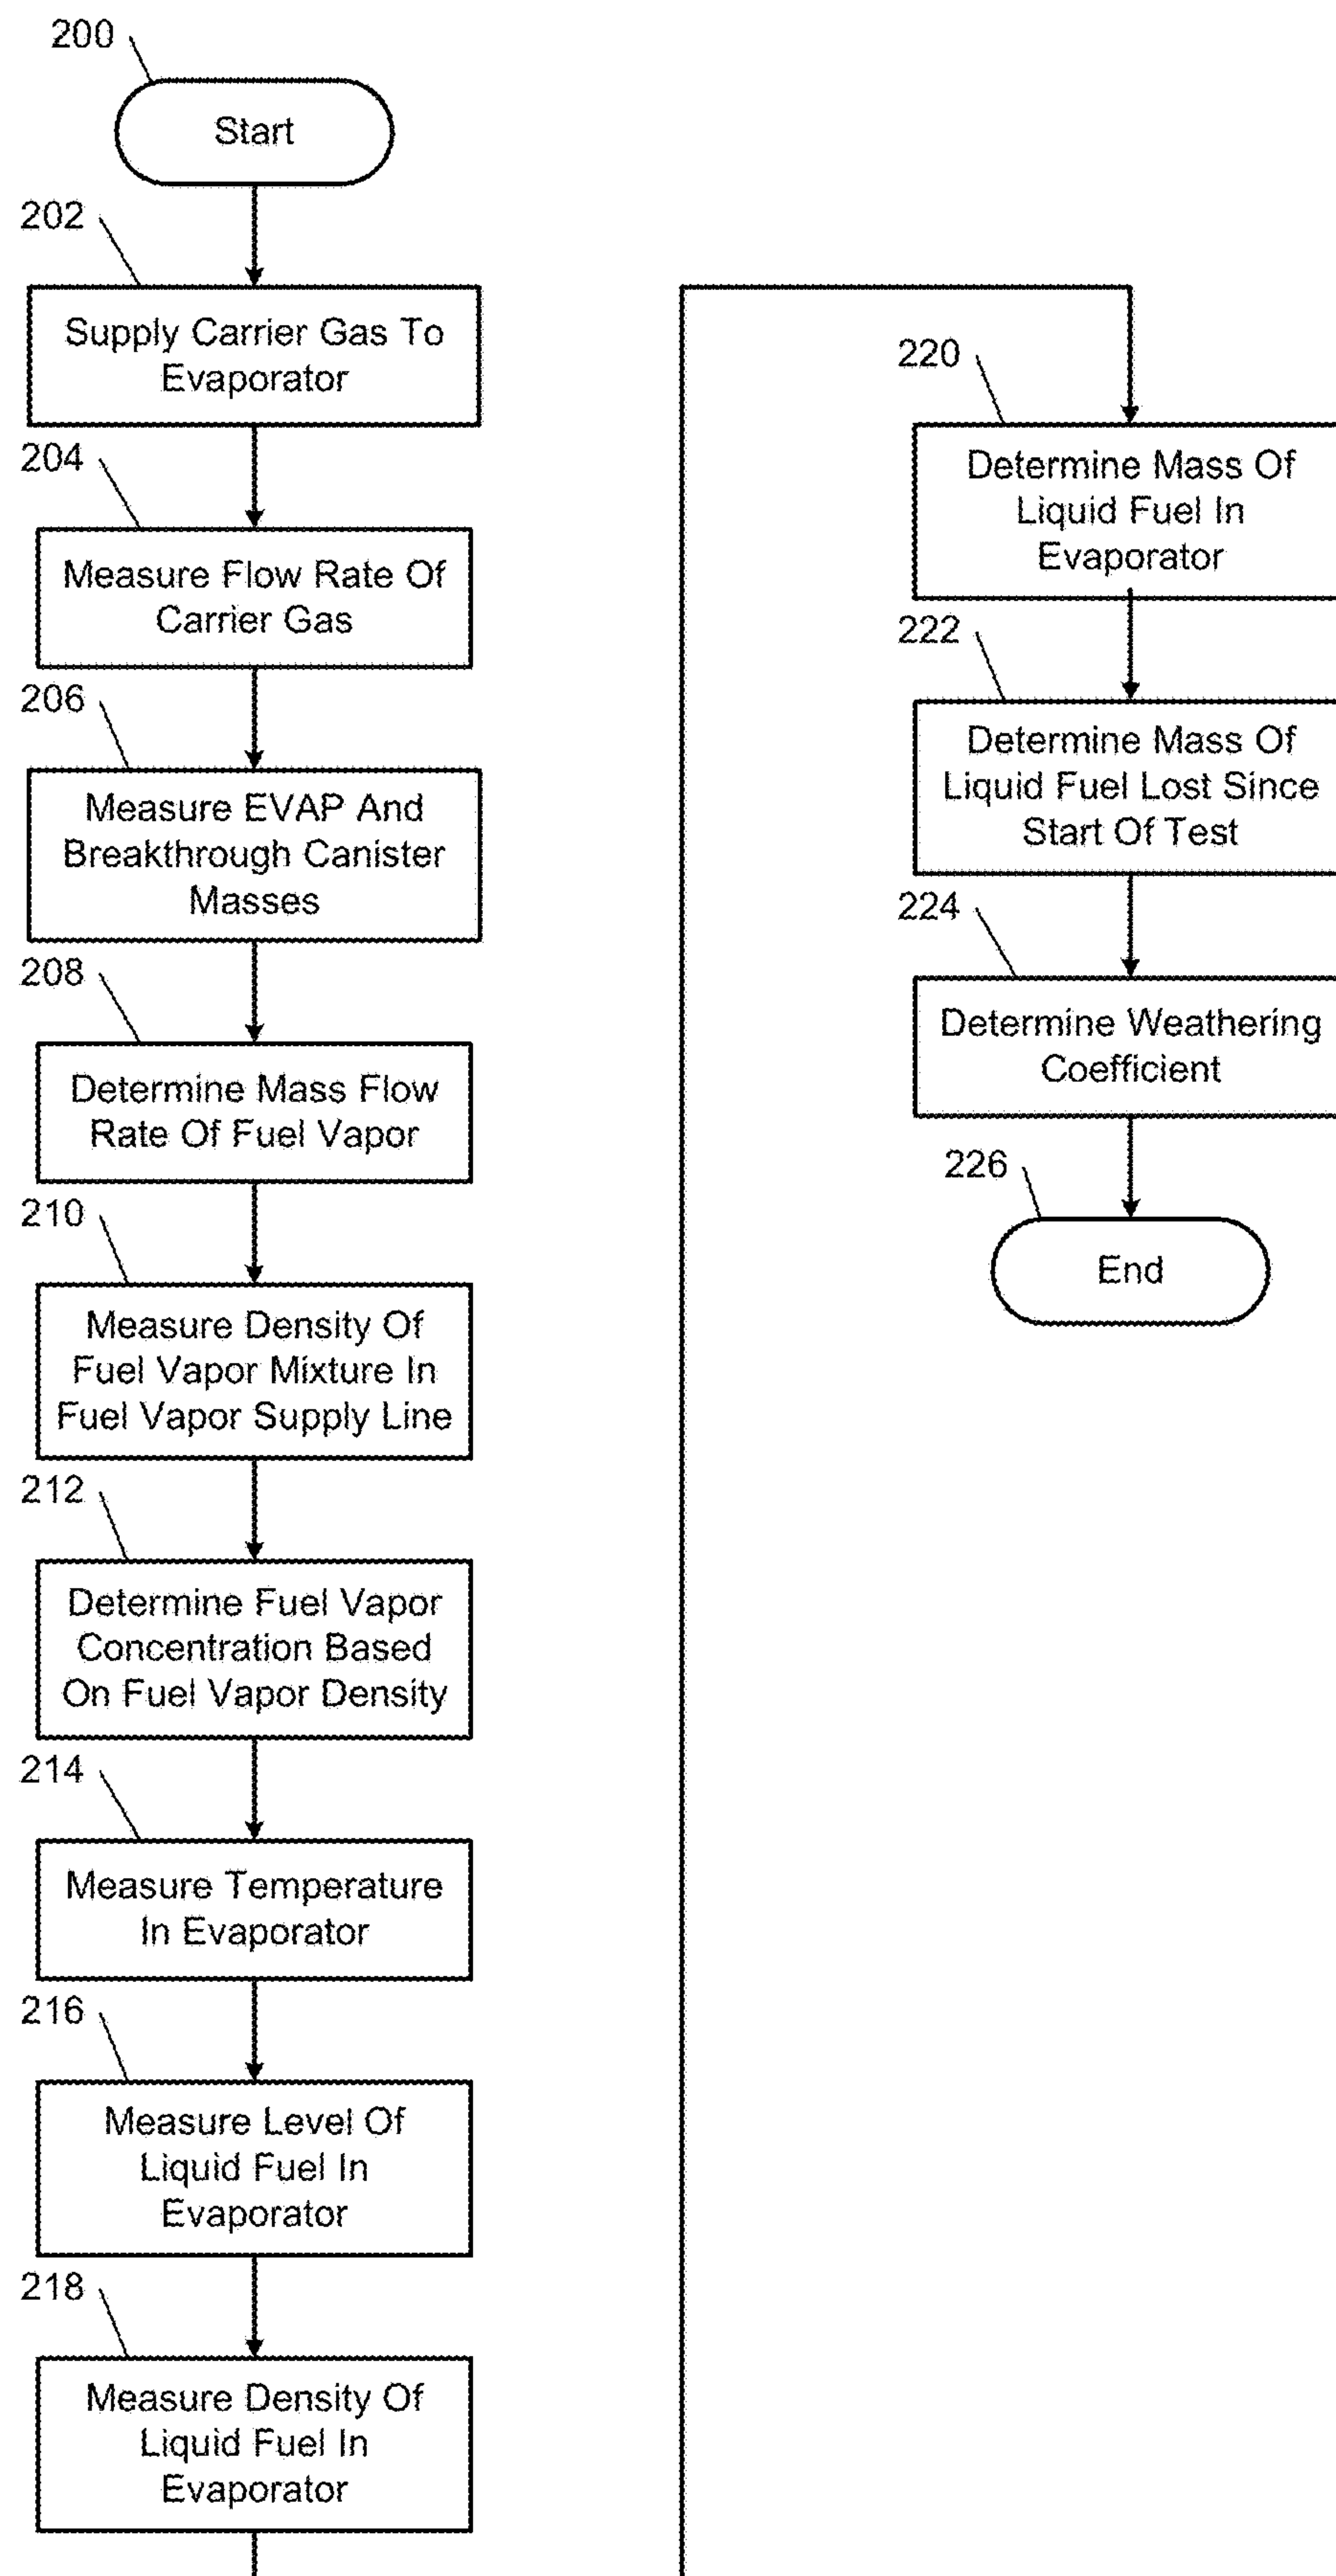 200
Start
202
Supply Carrier Gas To
Evaporator
204
Measure Flow Rate Of
Carrier Gas
206
Measure EVAP And
Breakthrough Canister
Masses
208
Determine Mass Flow
Rate Of Fuel Vapor
210
Measure Density Of
Fuel Vapor Mixture In
Fuel Vapor Supply Line
212
Determine Fuel Vapor
Concentration Based
On Fuel Vapor Density
214
Measure Temperature
In Evaporator
216
Measure Level Of
Liquid Fuel In
Evaporator
218
Measure Density Of
Liquid Fuel In
Evaporator
220
Determine Mass Of
Liquid Fuel In
Evaporator
222
Determine Mass Of
Liquid Fuel Lost Since
Start Of Test
224
Determine Weathering
Coefficient
226
End